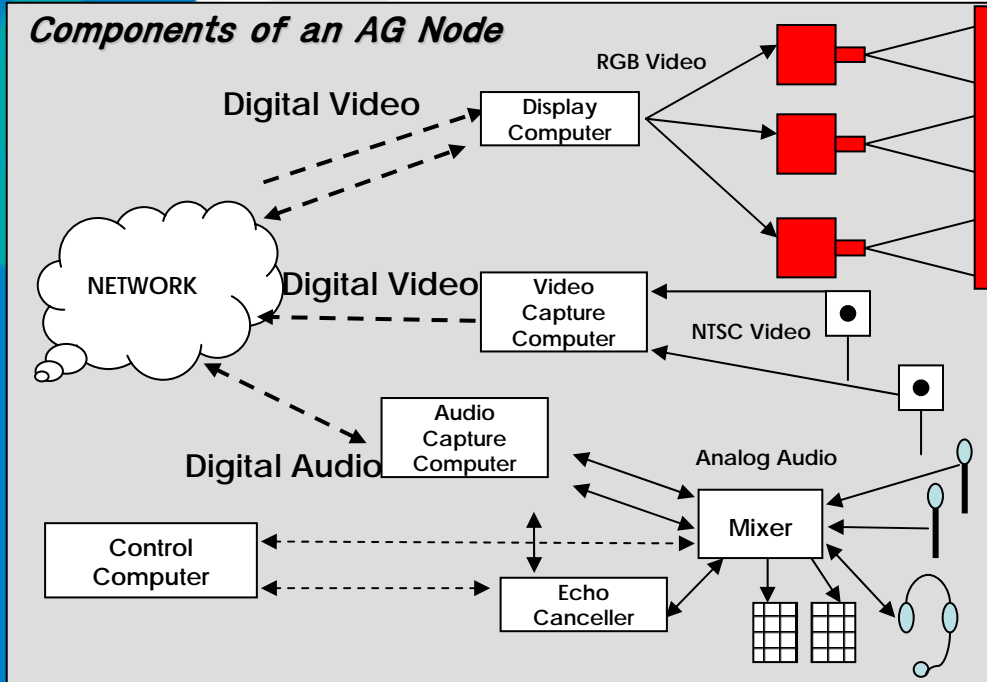 Components of an AG Node
RGB Video
Digital Video
Display
Computer
NETWORK
Digital Video
Video
Capture
Computer
NTSC Video
Audio
Capture
Computer
Digital Audio
Analog Audio
Mixer
Control
Computer
Echo
Canceller